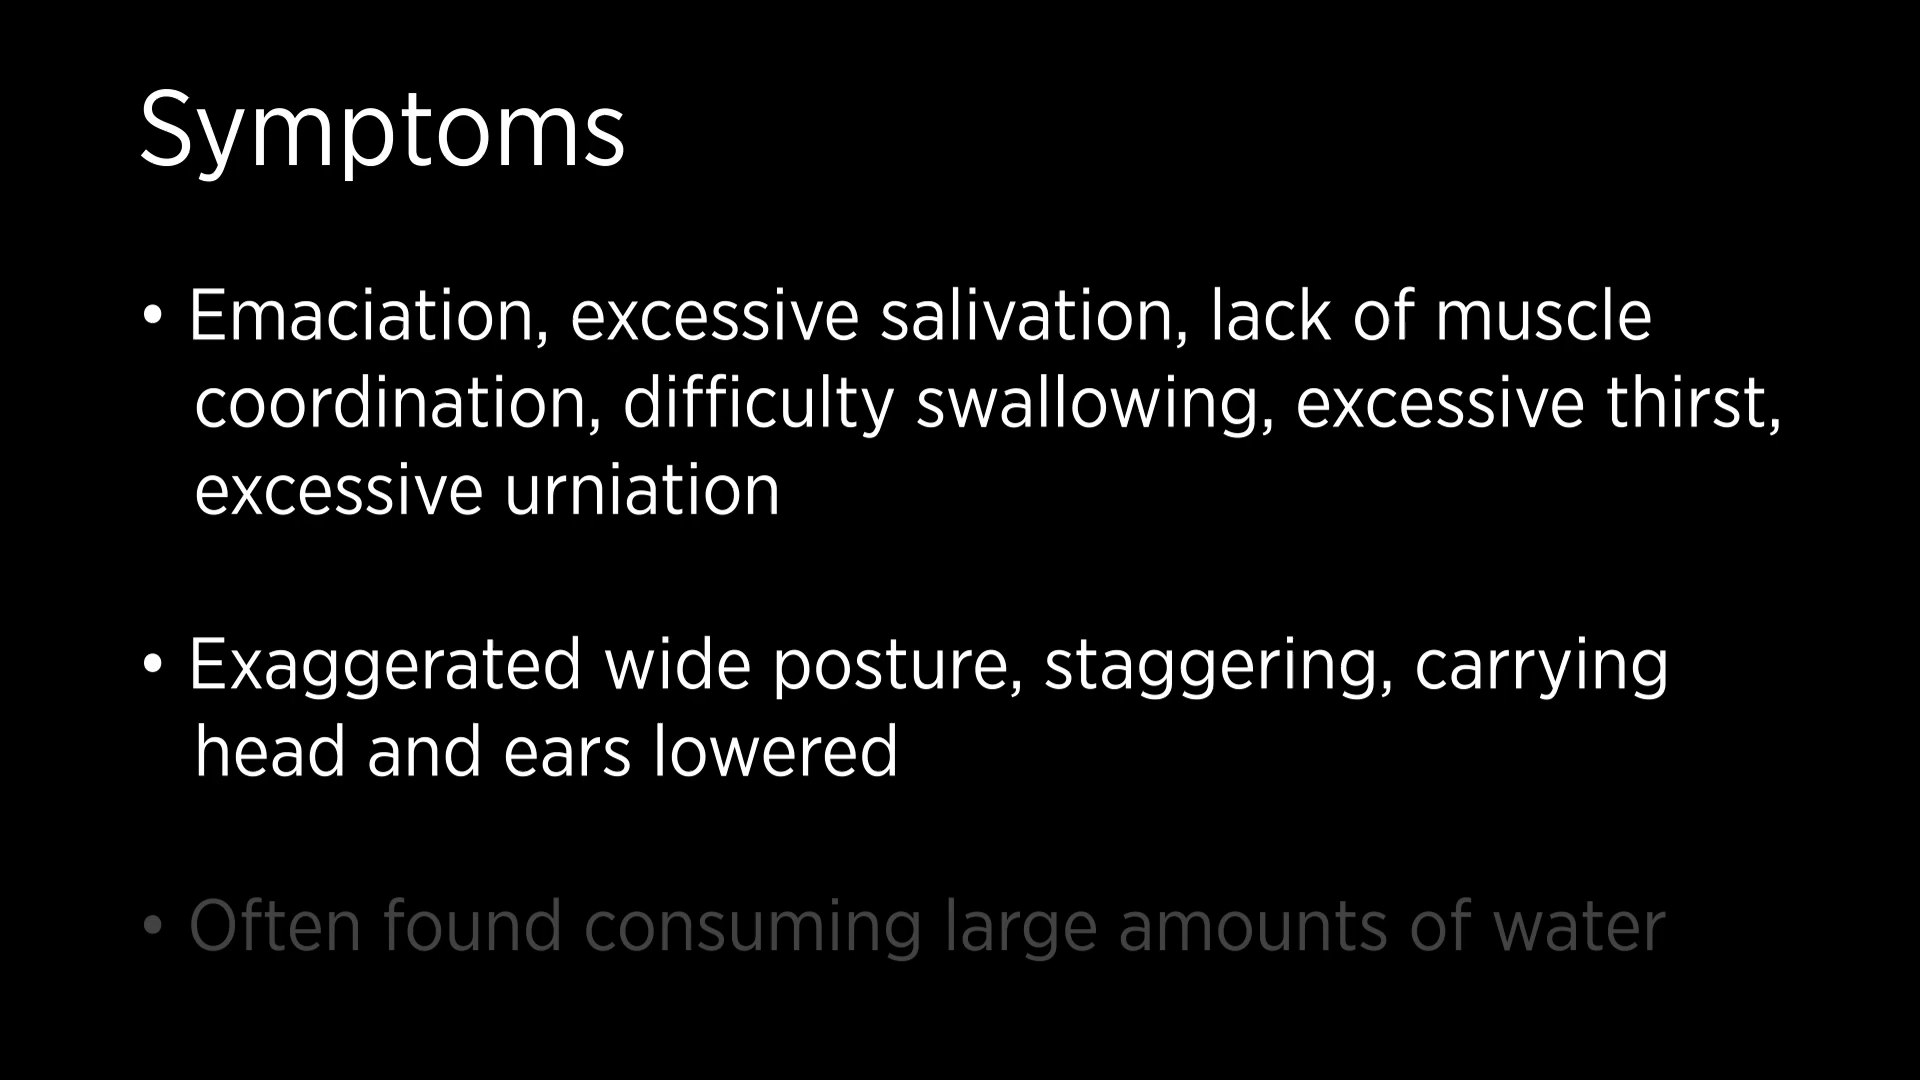 Symptoms
• Emaciation, excessive salivation, lack of muscle
coordination, difficulty swallowing, excessive thirst,
excessive urniation
• Exaggerated wide posture, staggering, carrying
head and ears lowered
• Often found consuming large amounts of water